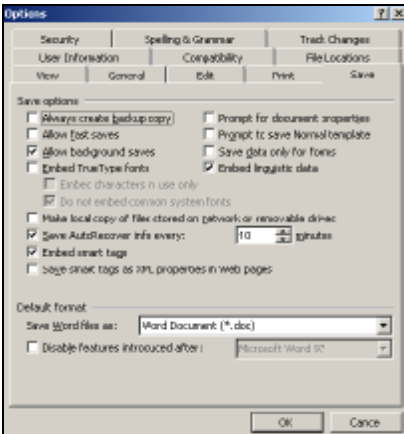 Options
Security Spelling & Grammar Track Changes
User Information Compatibility File Locations
View General Edit Print Save
Save options
Always create backup copy Prompt for document properties
Allow fast saves Prompt to save Normal template
Allow background saves Save data only for forms
Embed TrueType fonts Embed linguistic data
Embed characters in use only
Do not embed common system fonts
Make local copy of files stored on network or removable drives
Save AutoRecover info every: 10 minutes
Embed smart tags
Save smart tags as XML properties in Web pages
Default format
Save Word files as: Word Document (*.doc)
Disable features introduced after: Microsoft Word 97
OK Cancel